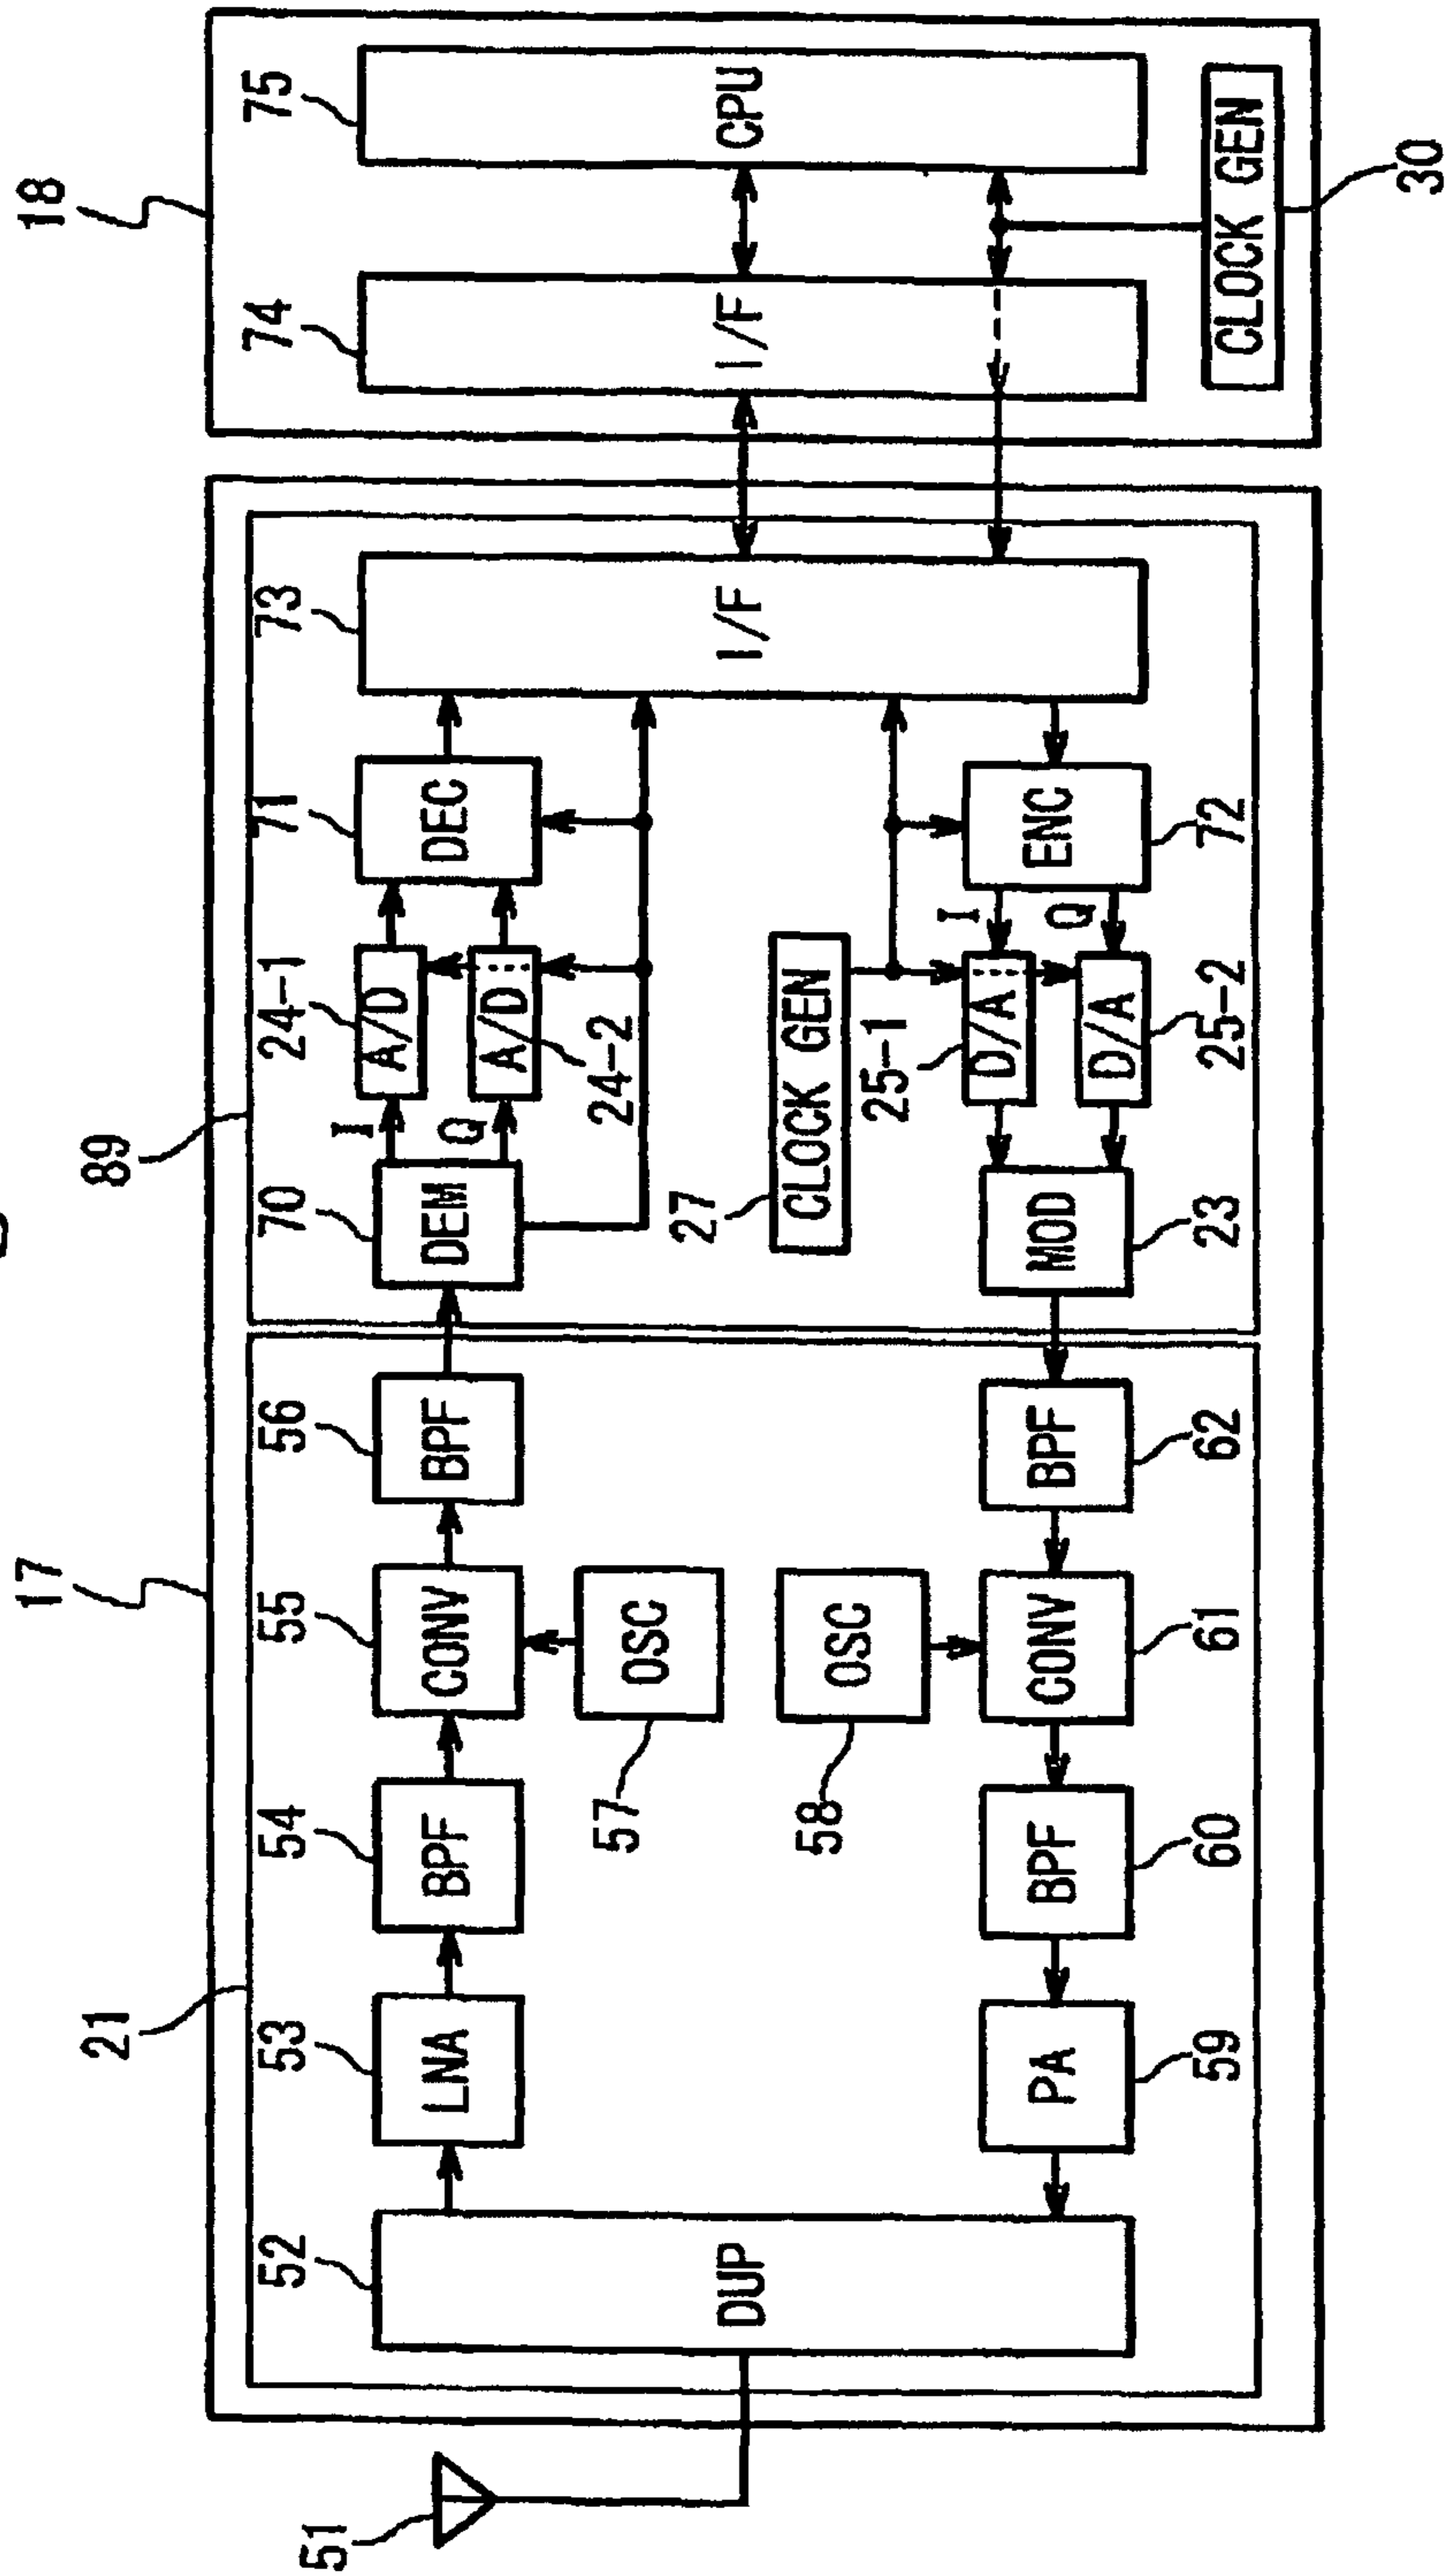 17
18
21
89
52
53
54
55
56
70
24-1
71
73
74
75
DUP
LNA
BPF
CONV
BPF
DEM
I
A/D
DEC
I/F
I/F
CPU
Q
A/D
24-2
51
57
OSC
58
OSC
27
CLOCK GEN
25-1
PA
BPF
CONV
BPF
MOD
D/A
I
ENC
D/A
Q
CLOCK GEN
59
60
61
62
23
25-2
72
30